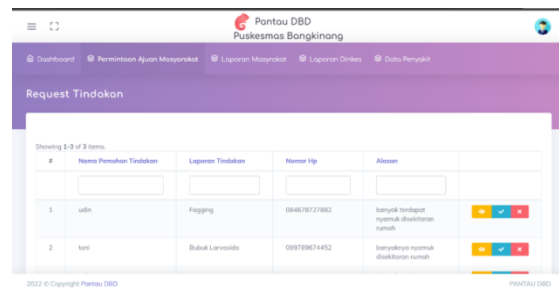 Pantau DBD
Puskesmas Bangkinang
Dashboard Permintaan Ajuan Masyarakat Laporan Masyrakat Laporan Dinkes Data Penyakit
Request Tindakan
Showing 1-3 of 3 items.
# Nama Pemohon Tindakan Laporan Tindakan Nomor Hp Alasan
1 udin Fogging 084678727882 banyak terdapat
nyamuk disekitaran
rumah
2 toni Bubuk Larvasida 099789674452 banyaknya nyamuk
disekitaran rumah
2022 © Copyright Pantau DBD PANTAU DBD